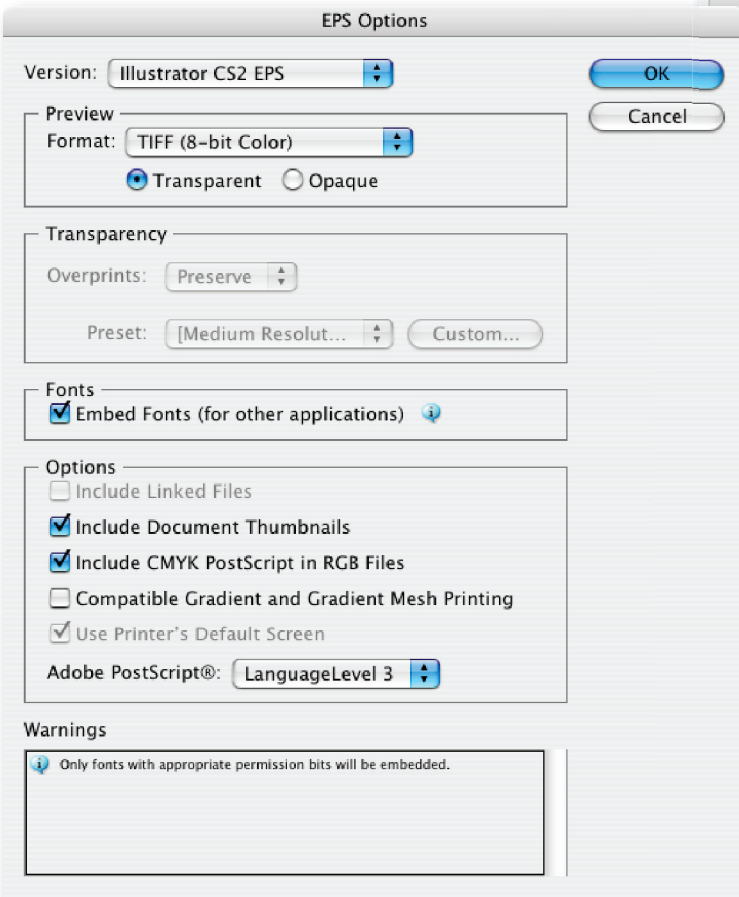 EPS Options
Version: Illustrator CS2 EPS
OK
Cancel
Preview
Format: TIFF (8-bit Color)
Transparent Opaque
Transparency
Overprints: Preserve
Preset: [Medium Resolut... Custom...
Fonts
Embed Fonts (for other applications)
Options
Include Linked Files
Include Document Thumbnails
Include CMYK PostScript in RGB Files
Compatible Gradient and Gradient Mesh Printing
Use Printer's Default Screen
Adobe PostScript®: LanguageLevel 3
Warnings
Only fonts with appropriate permission bits will be embedded.